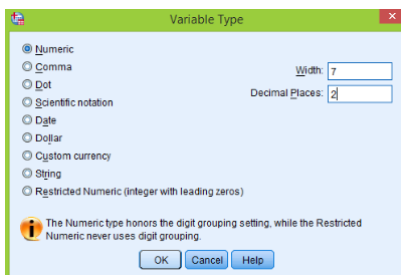 Variable Type
Numeric
Comma
Dot
Scientific notation
Date
Dollar
Custom currency
String
Restricted Numeric (integer with leading zeros)
Width: 7
Decimal Places: 2
The Numeric type honors the digit grouping setting, while the Restricted
Numeric never uses digit grouping.
OK Cancel Help